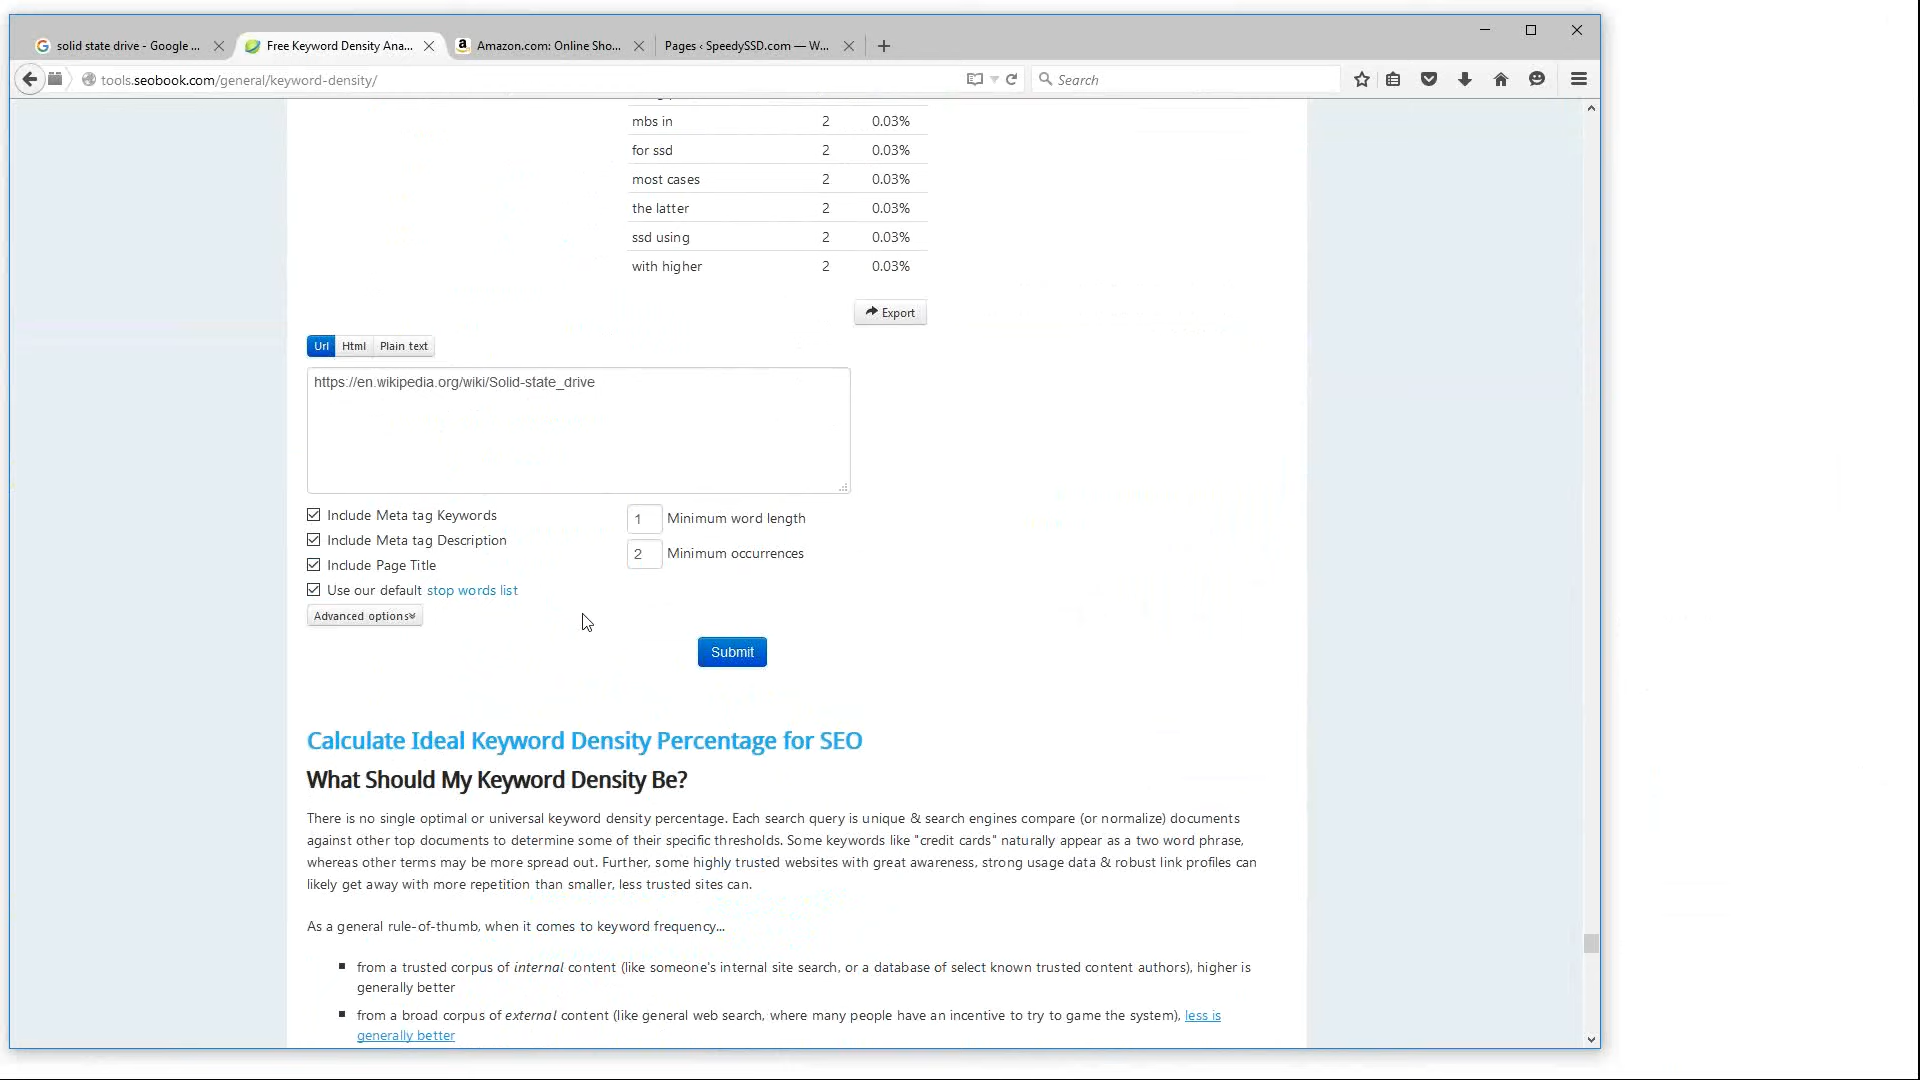 solid state drive - Google ...
Free Keyword Density Ana...
Amazon.com: Online Sho...
Pages ‹ SpeedySSD.com — W...
tools.seobook.com/general/keyword-density/
Search
mbs in 2 0.03%
for ssd 2 0.03%
most cases 2 0.03%
the latter 2 0.03%
ssd using 2 0.03%
with higher 2 0.03%
Export
Url Html Plain text
https://en.wikipedia.org/wiki/Solid-state_drive
Include Meta tag Keywords
1 Minimum word length
Include Meta tag Description
2 Minimum occurrences
Include Page Title
Use our default stop words list
Advanced options
Submit
Calculate Ideal Keyword Density Percentage for SEO
What Should My Keyword Density Be?
There is no single optimal or universal keyword density percentage. Each search query is unique & search engines compare (or normalize) documents
against other top documents to determine some of their specific thresholds. Some keywords like "credit cards" naturally appear as a two word phrase,
whereas other terms may be more spread out. Further, some highly trusted websites with great awareness, strong usage data & robust link profiles can
likely get away with more repetition than smaller, less trusted sites can.
As a general rule-of-thumb, when it comes to keyword frequency...
from a trusted corpus of internal content (like someone's internal site search, or a database of select known trusted content authors), higher is
generally better
from a broad corpus of external content (like general web search, where many people have an incentive to try to game the system), less is
generally better